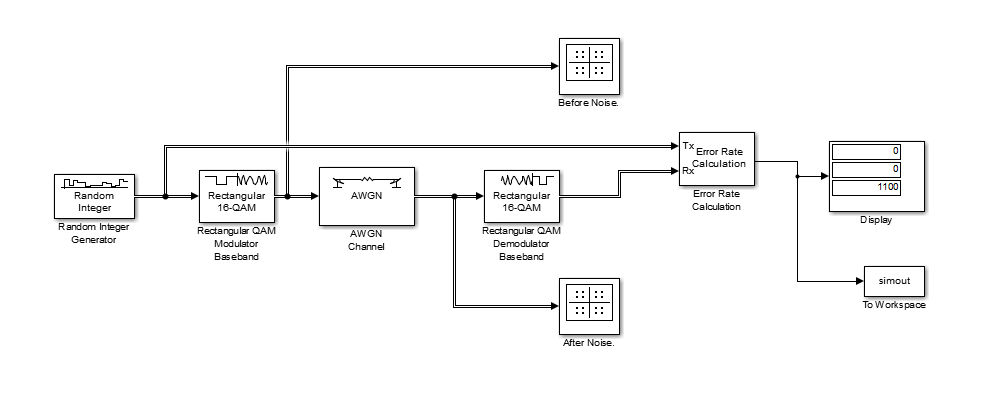 Before Noise.
Tx
Error Rate
Calculation
Rx
Error Rate
Calculation
0
0
1100
Display
Random
Integer
Random Integer
Generator
Rectangular
16-QAM
Rectangular QAM
Modulator
Baseband
AWGN
AWGN
Channel
Rectangular
16-QAM
Rectangular QAM
Demodulator
Baseband
simout
To Workspace
After Noise.